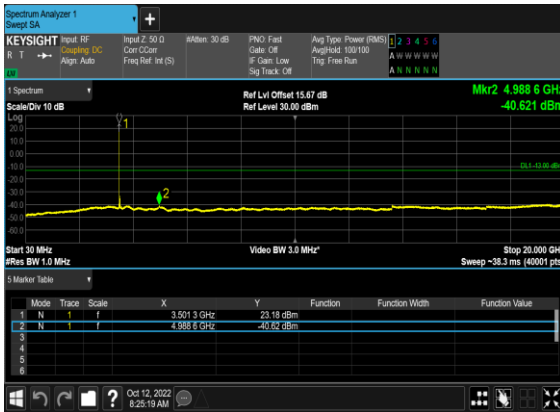 Spectrum Analyzer 1
Swept SA
+
KEYSIGHT Input: RF Input Z: 50 Ω #Atten: 30 dB PNO: Fast Avg Type: Power (RMS) 1 2 3 4 5 6
R T Coupling: DC Corr CCorr Gate: Off Avg|Hold: 100/100 A W W W W W
Align: Auto Freq Ref: Int (S) IF Gain: Low Trig: Free Run
LXI Sig Track: Off A N N N N N
1 Spectrum Ref Lvl Offset 15.67 dB Mkr2 4.988 6 GHz
Scale/Div 10 dB Ref Level 30.00 dBm -40.621 dBm
Log
20.0
10.0
0.00
-10.0
-20.0
-30.0
-40.0
-50.0
-60.0
1
DL1 -13.00 dBm
2
Start 30 MHz Video BW 3.0 MHz* Stop 20.000 GHz
#Res BW 1.0 MHz Sweep ~38.3 ms (40001 pts)
5 Marker Table
Mode Trace Scale X Y Function Function Width Function Value
1 N 1 f 3.501 3 GHz 23.18 dBm
2 N 1 f 4.988 6 GHz -40.62 dBm
3
4
5
6
? Oct 12, 2022
8:25:19 AM